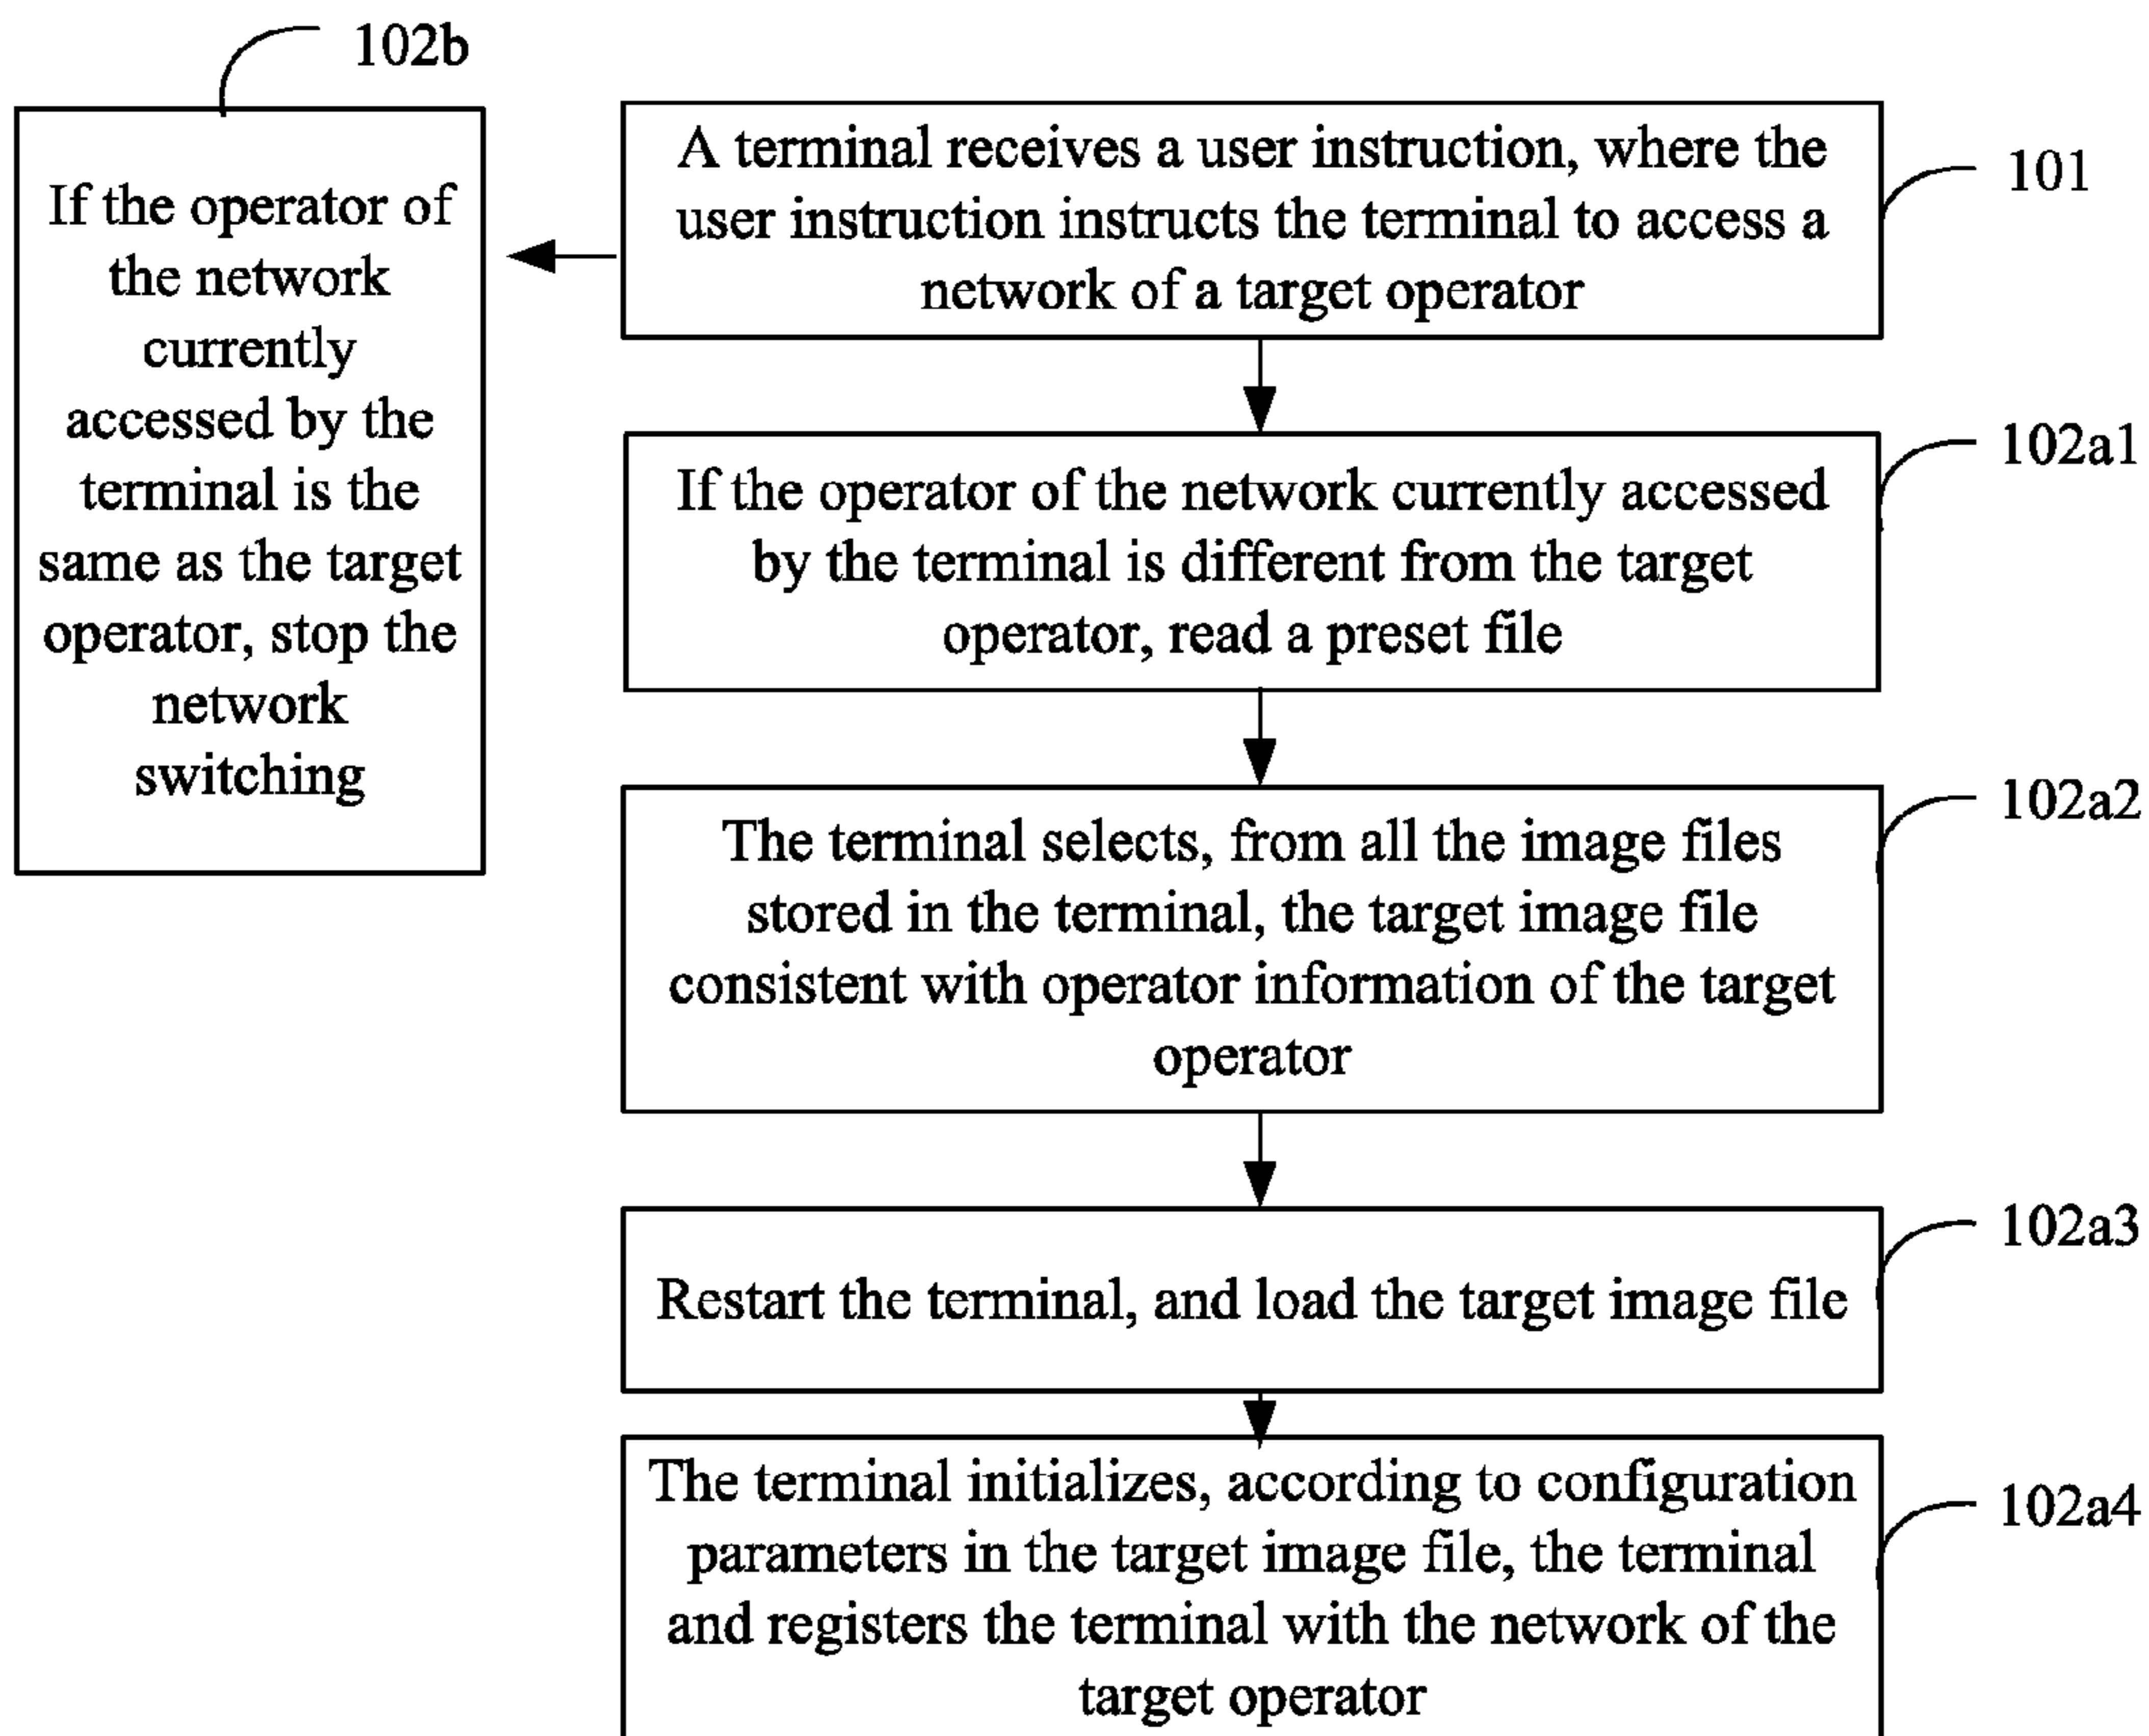 102b
If the operator of
the network
currently
accessed by the
terminal is the
same as the target
operator, stop the
network
switching
A terminal receives a user instruction, where the
user instruction instructs the terminal to access a
network of a target operator
101
If the operator of the network currently accessed
by the terminal is different from the target
operator, read a preset file
102a1
The terminal selects, from all the image files
stored in the terminal, the target image file
consistent with operator information of the target
operator
102a2
Restart the terminal, and load the target image file
102a3
The terminal initializes, according to configuration
parameters in the target image file, the terminal
and registers the terminal with the network of the
target operator
102a4